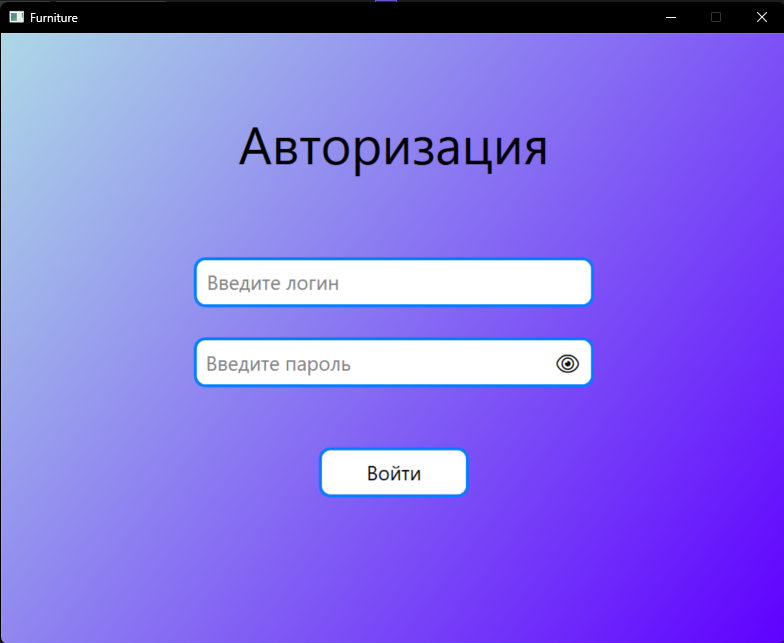 Furniture
Авторизация
Введите логин
Введите пароль
Войти